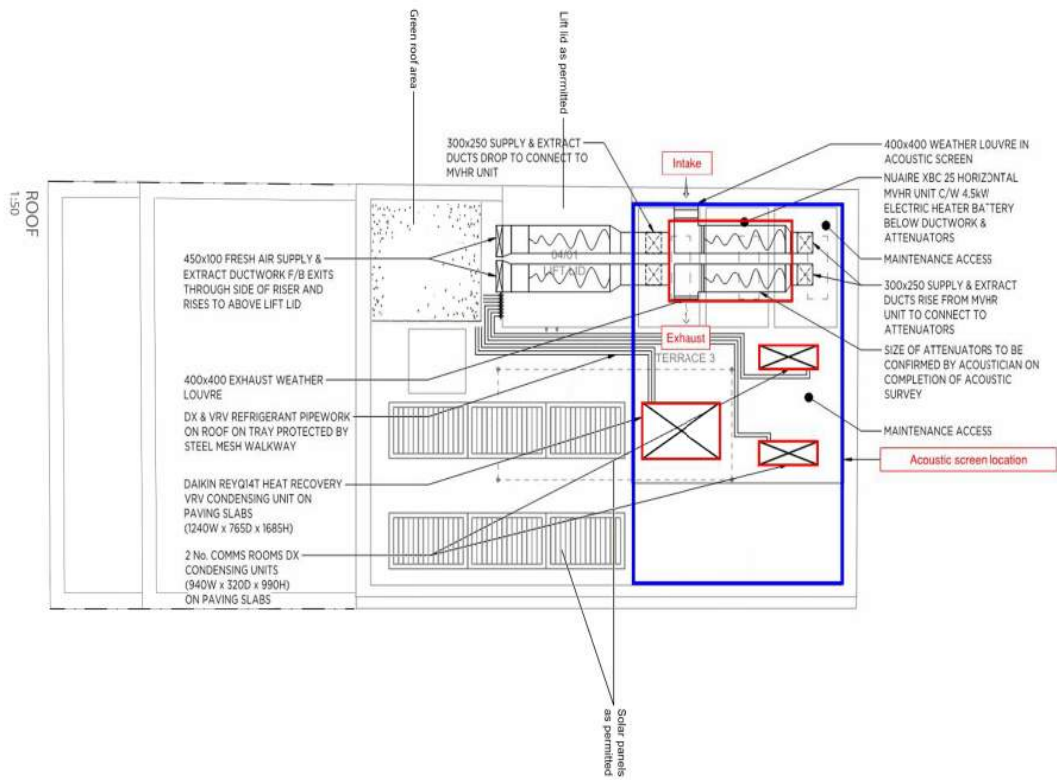 Green roof area
Lift lid as permitted
300x250 SUPPLY & EXTRACT
DUCTS DROP TO CONNECT TO
MVHR UNIT
Intake
400x400 WEATHER LOUVRE IN
ACOUSTIC SCREEN
NUAIRE XBC 25 HORIZONTAL
MVHR UNIT C/W 4.5kW
ELECTRIC HEATER BATTERY
BELOW DUCTWORK &
ATTENUATORS
MAINTENANCE ACCESS
300x250 SUPPLY & EXTRACT
DUCTS RISE FROM MVHR
UNIT TO CONNECT TO
ATTENUATORS
SIZE OF ATTENUATORS TO BE
CONFIRMED BY ACOUSTICIAN ON
COMPLETION OF ACOUSTIC
SURVEY
MAINTENANCE ACCESS
Acoustic screen location
ROOF
1:50
450x100 FRESH AIR SUPPLY &
EXTRACT DUCTWORK F/B EXITS
THROUGH SIDE OF RISER AND
RISES TO ABOVE LIFT LID
04/01
LIFT LID
Exhaust
TERRACE 3
400x400 EXHAUST WEATHER
LOUVRE
DX & VRV REFRIGERANT PIPEWORK
ON ROOF ON TRAY PROTECTED BY
STEEL MESH WALKWAY
DAIKIN REYQ14T HEAT RECOVERY
VRV CONDENSING UNIT ON
PAVING SLABS
(1240W x 765D x 1685H)
2 No. COMMS ROOMS DX
CONDENSING UNITS
(940W x 320D x 990H)
ON PAVING SLABS
Solar panels
as permitted